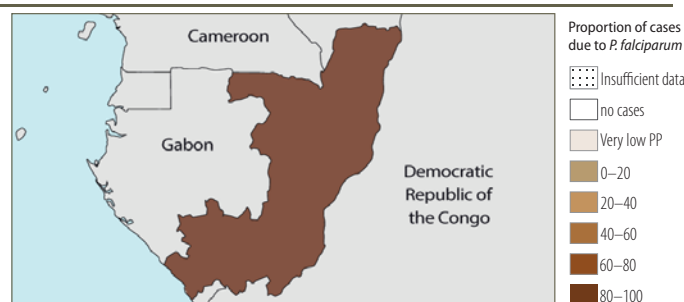 Cameroon
Gabon
Democratic
Republic of
the Congo
Proportion of cases
due to P. falciparum
Insufficient data
no cases
Very low PP
0–20
20–40
40–60
60–80
80–100